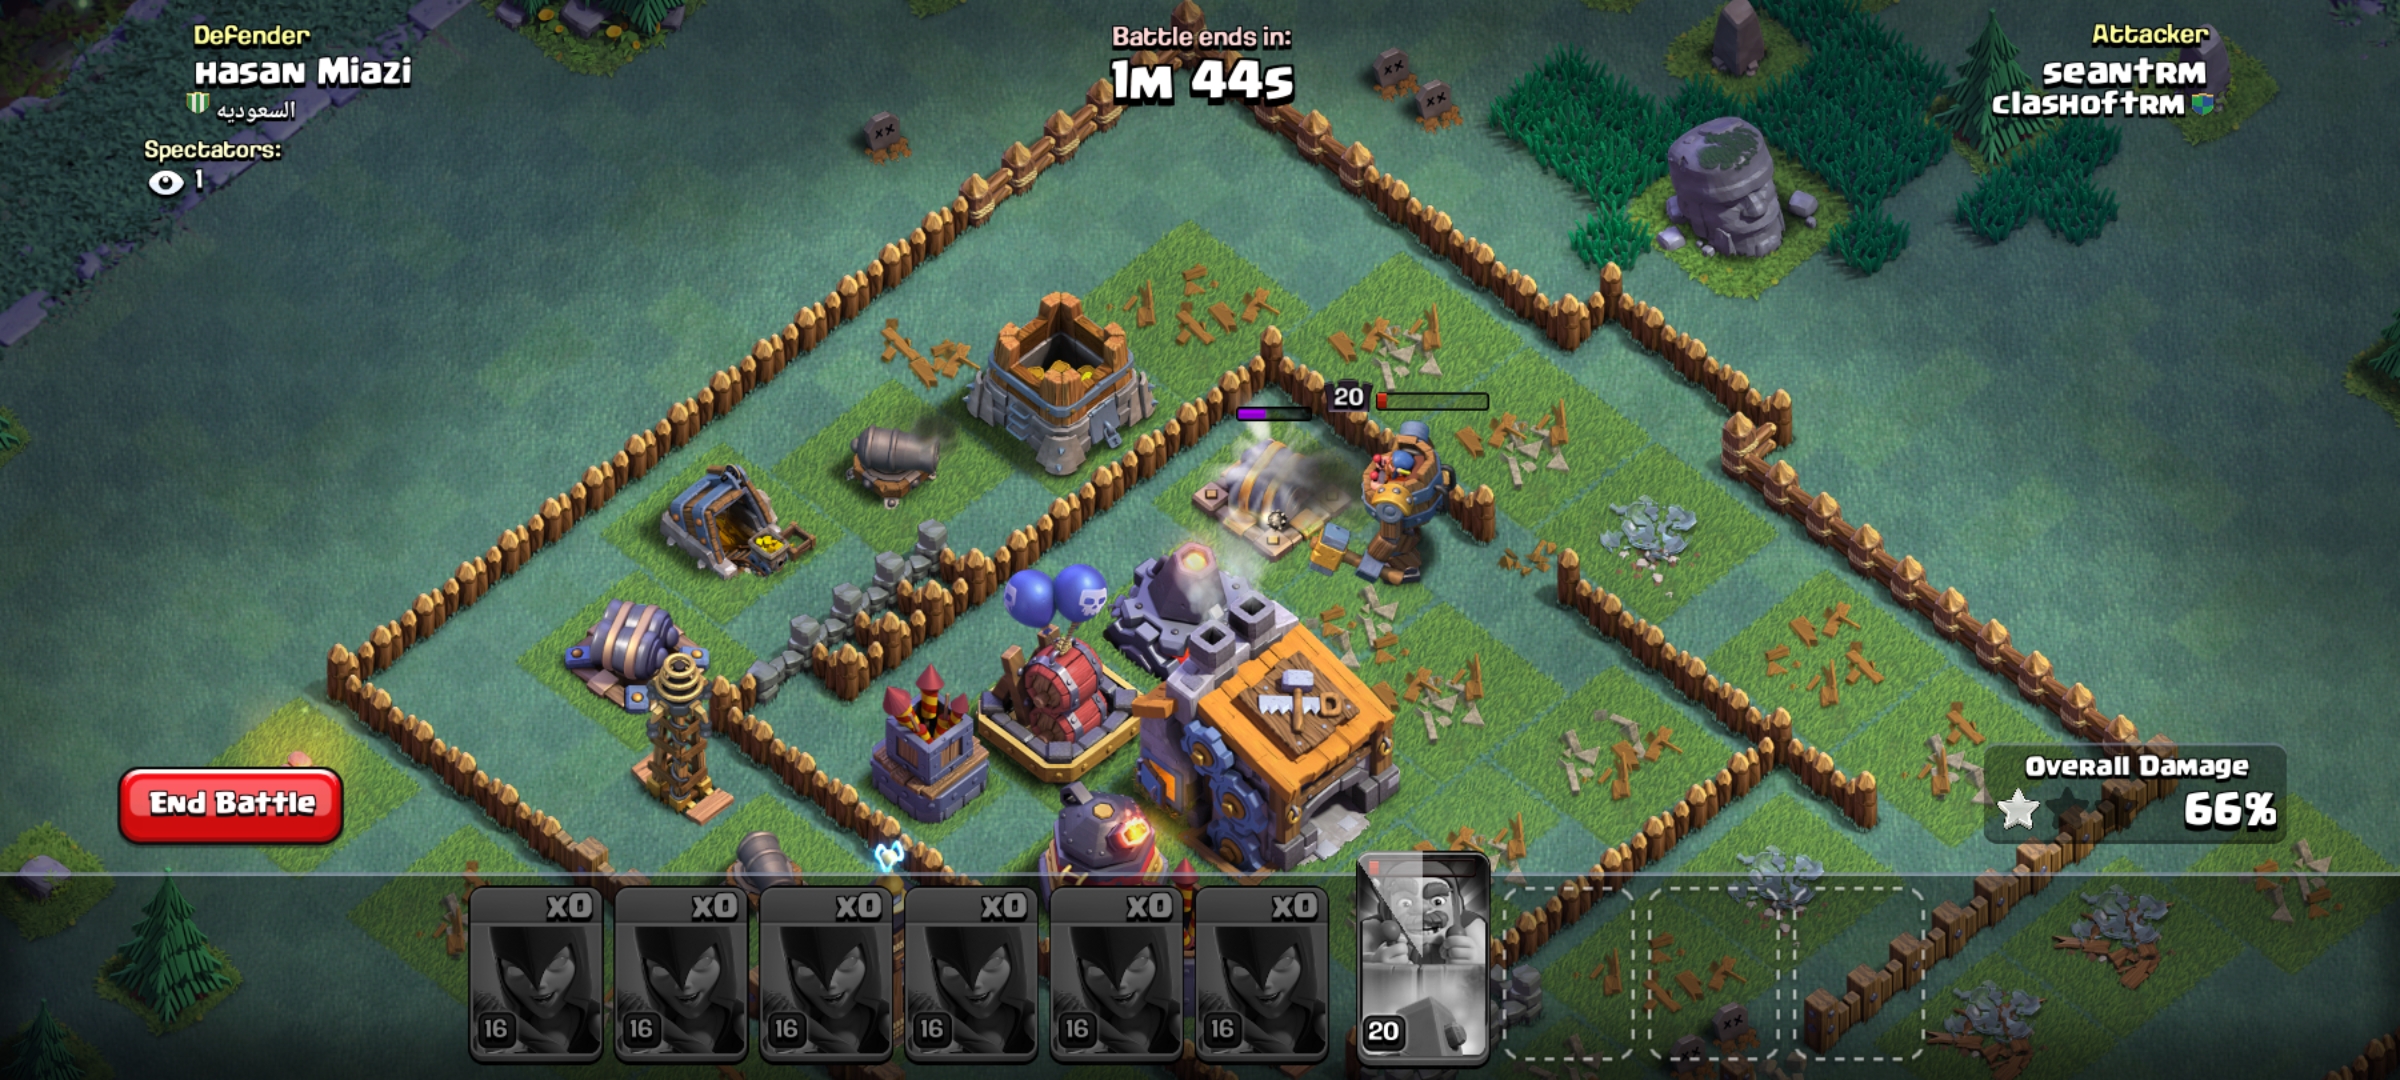 Defender
Hasan Miazi
السعوديه
Spectators:
1
Battle ends in:
1M 44s
Attacker
seantRM
clashoftRM
20
End Battle
Overall Damage
66%
x0 x0 x0 x0 x0 x0
16 16 16 16 16 16 20